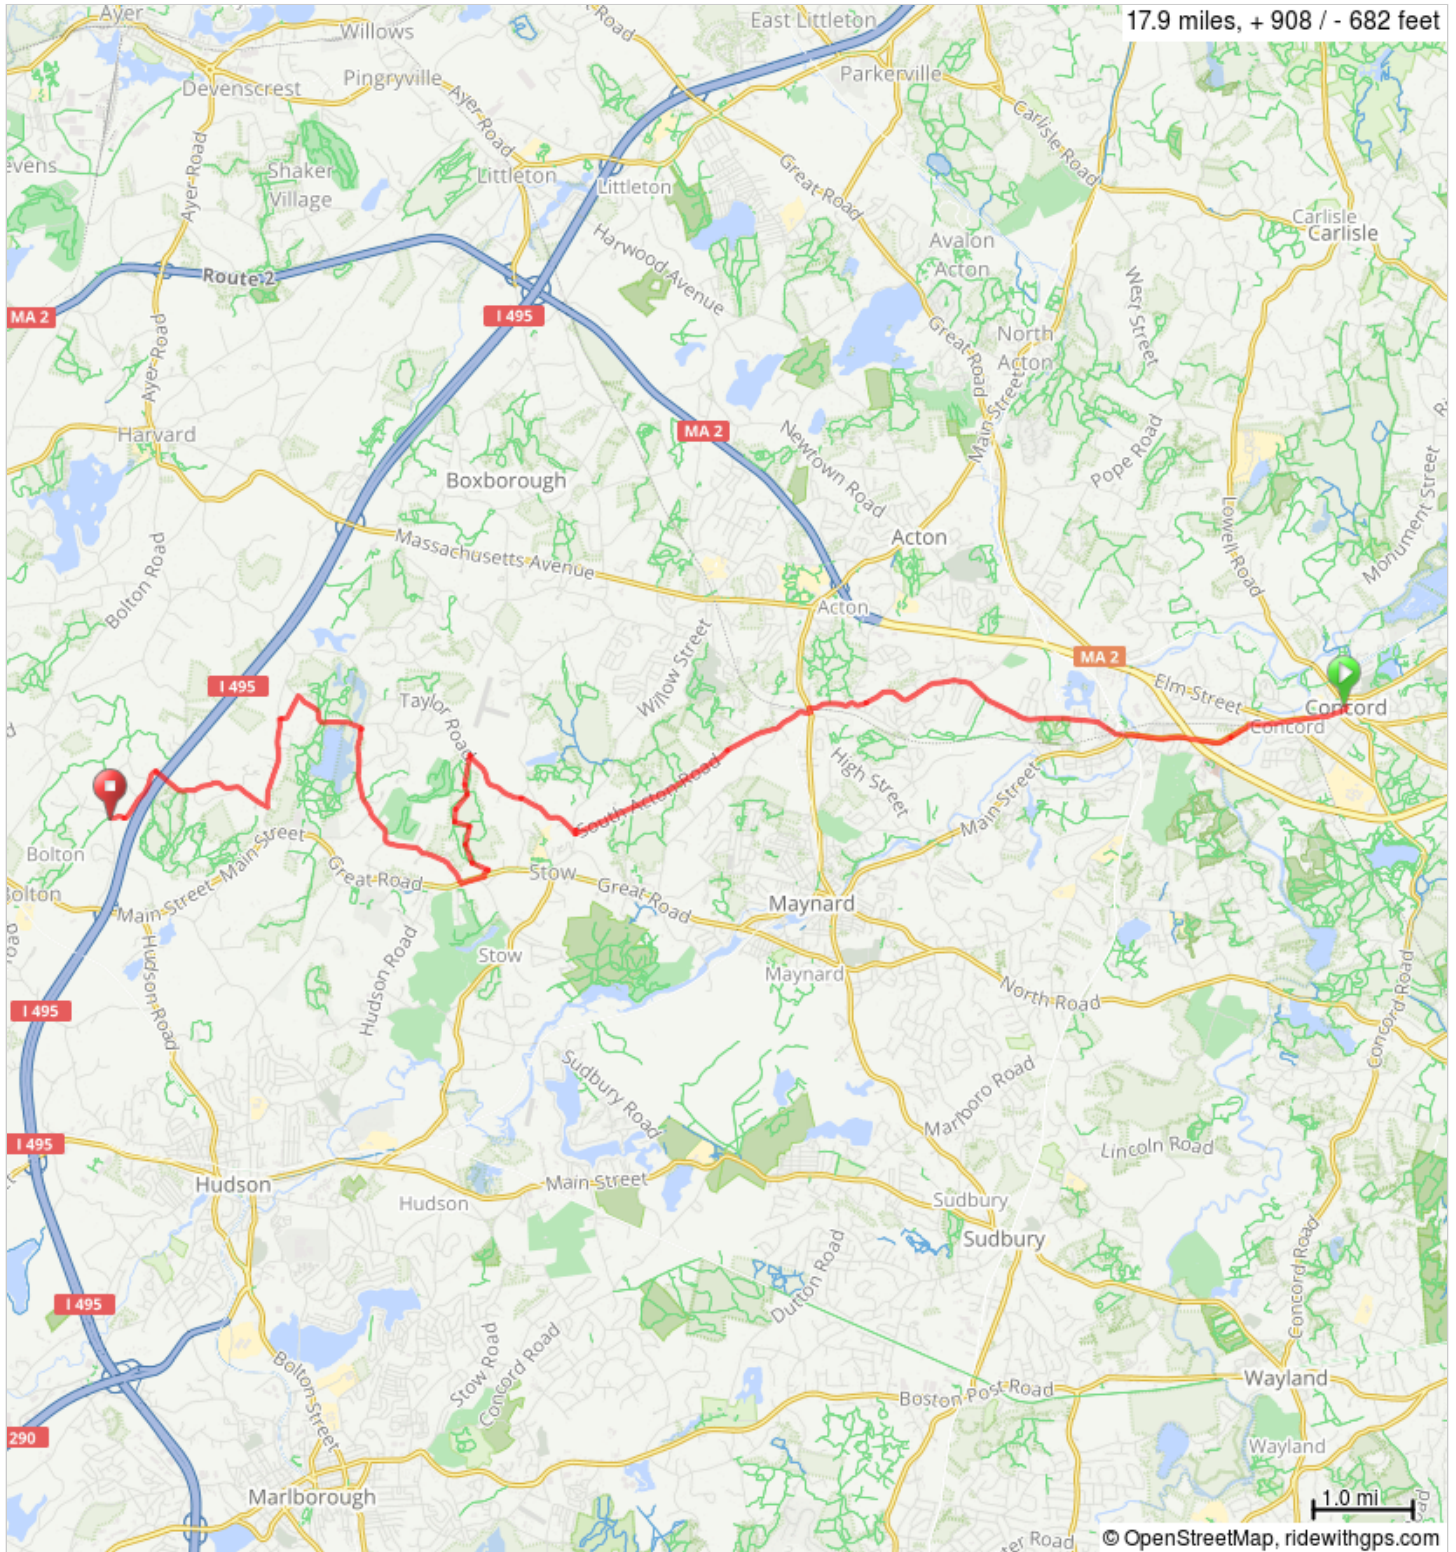 17.9 miles, + 908 / - 682 feet
Ayer
Willows
East Littleton
Road
Devenscrest
Pingryville
Parkerville
Ayer Road
Carlisle Road
evens
Ayer Road
Shaker
Village
Littleton
Littleton
Great Road
Carlisle
Carlisle
Harwood Avenue
Avalon
Acton
Route 2
MA 2
I 495
West Street
Great Road
North
Acton
Ayer Road
Harvard
MA 2
Main Street
Newtown Road
Pope Road
Boxborough
Monument Street
Lowell Road
Massachusetts Avenue
Acton
Bolton Road
Acton
Willow Street
MA 2
I 495
Elm Street
Taylor Road
Concord
Concord
High Street
South Acton Road
Main Street
Bolton
Main Street
Main Street
Great Road
Stow
Great Road
Bolton
Maynard
Hudson Road
Hudson Road
Stow
Maynard
North Road
Concord Road
I 495
Sudbury Road
Marlboro Road
Lincoln Road
I 495
Hudson
Hudson
Main Street
Sudbury
Sudbury
Dutton Road
Concord Road
I 495
Stow Road
Concord Road
Bolton Street
Boston Post Road
Wayland
290
Wayland
Marlborough
1.0 mi
Road
ter Road
© OpenStreetMap, ridewithgps.com